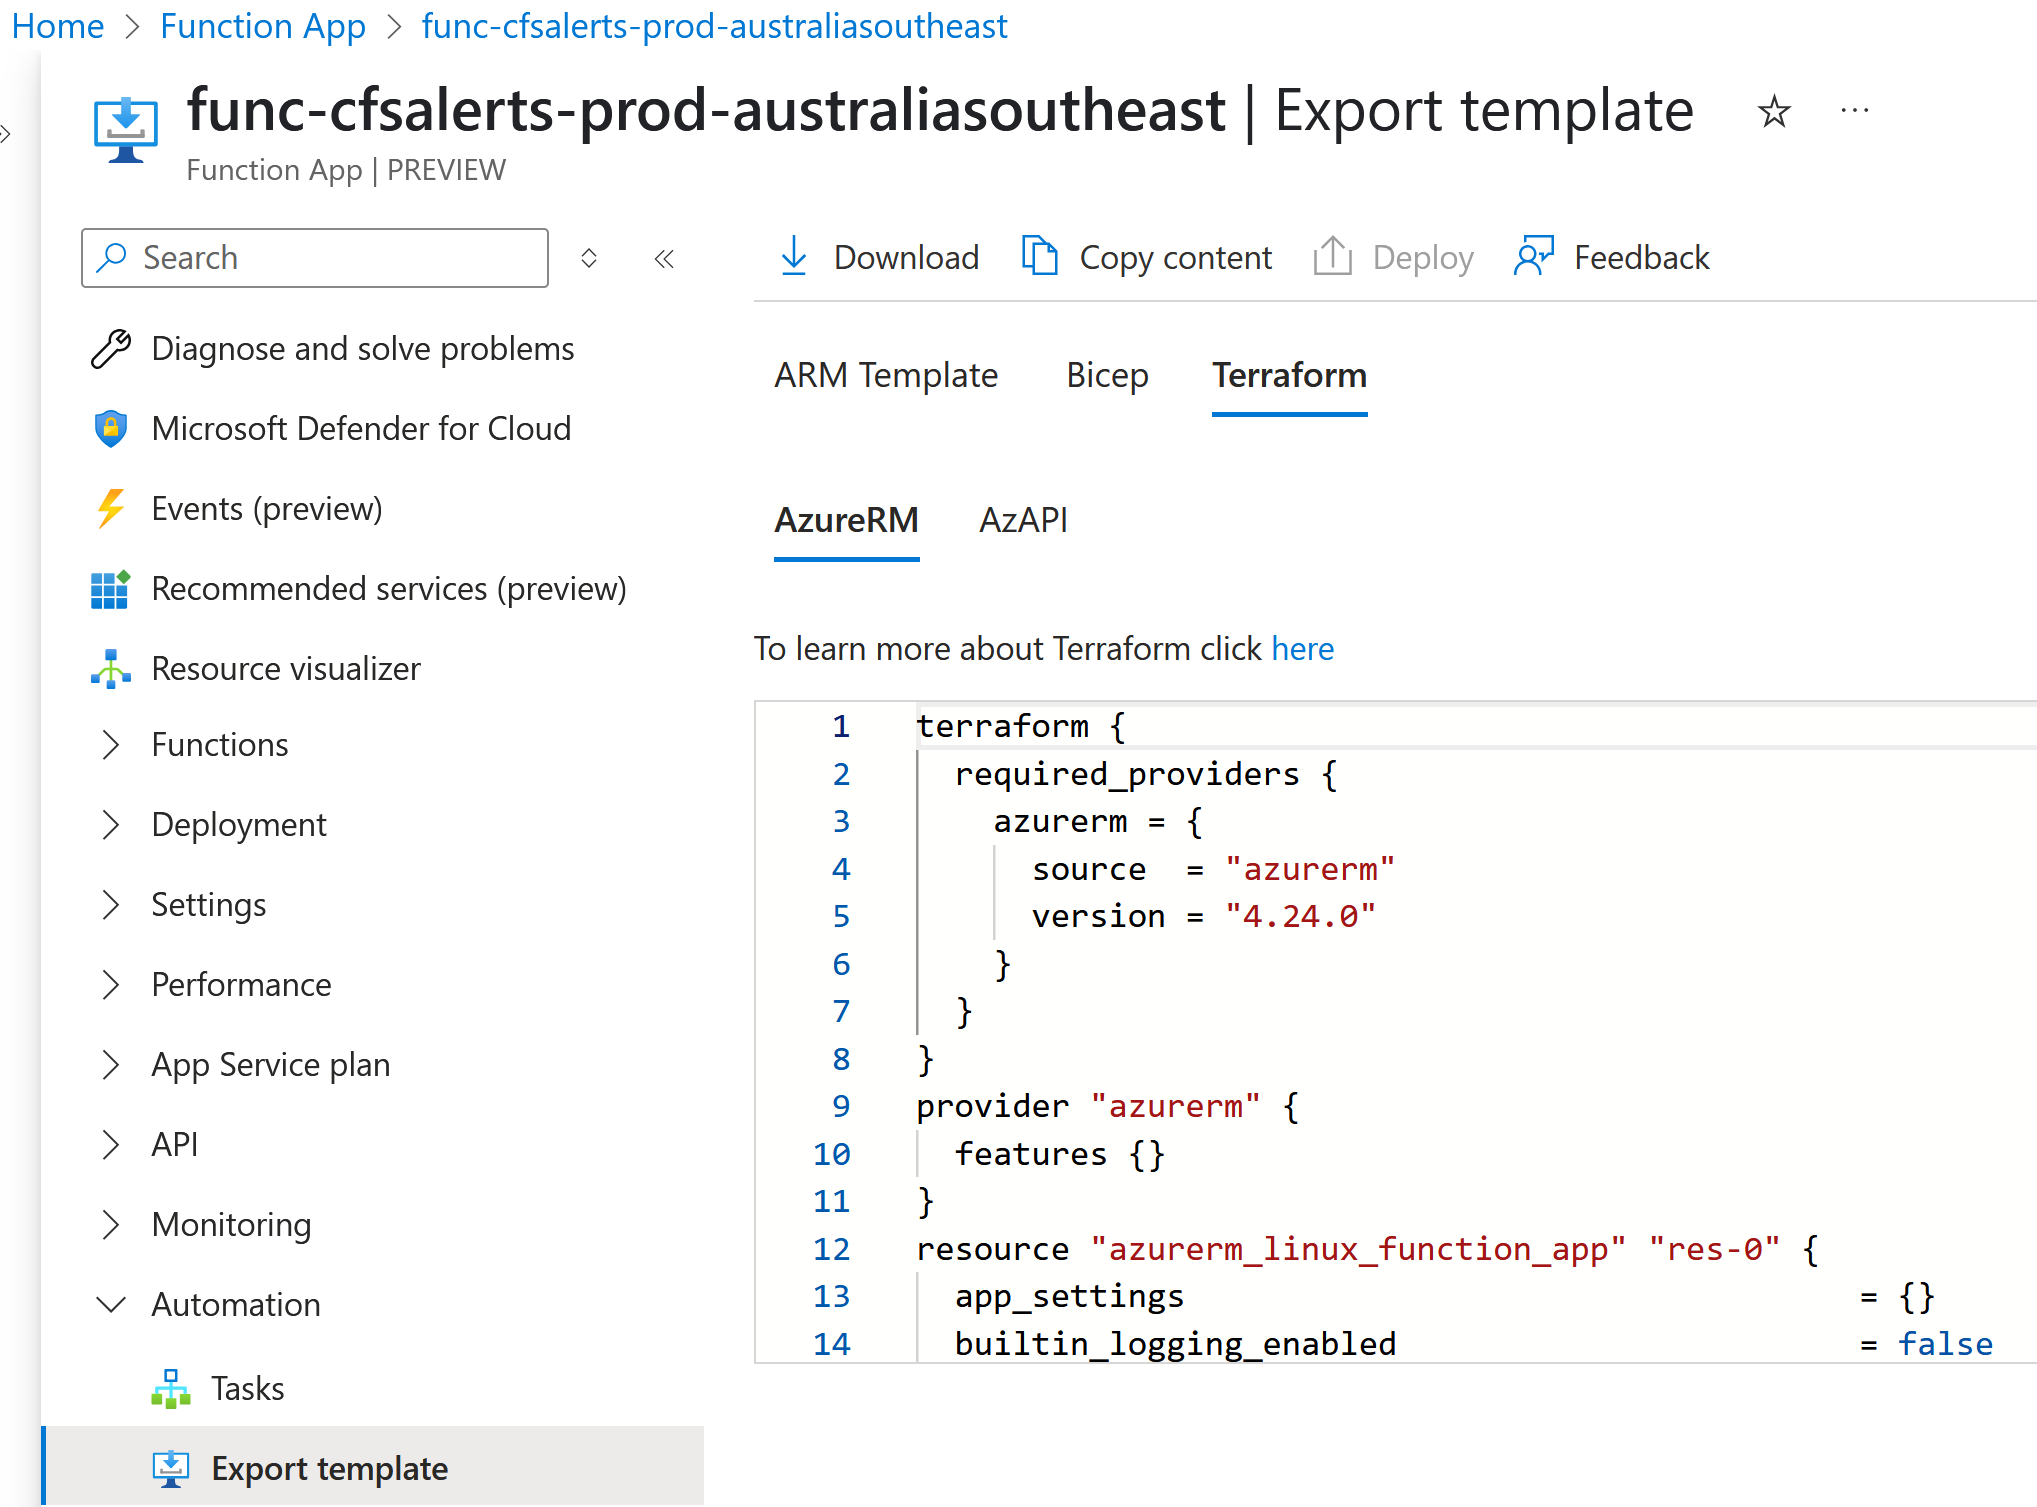 Home > Function App > func-cfsalerts-prod-australiasoutheast
func-cfsalerts-prod-australiasoutheast | Export template
Function App | PREVIEW
Search
Diagnose and solve problems
Microsoft Defender for Cloud
Events (preview)
Recommended services (preview)
Resource visualizer
Functions
Deployment
Settings
Performance
App Service plan
API
Monitoring
Automation
Tasks
Export template
Download Copy content Deploy Feedback
ARM Template Bicep Terraform
AzureRM AzAPI
To learn more about Terraform click here
1 terraform {
2   required_providers {
3     azurerm = {
4       source  = "azurerm"
5       version = "4.24.0"
6     }
7   }
8 }
9 provider "azurerm" {
10   features {}
11 }
12 resource "azurerm_linux_function_app" "res-0" {
13   app_settings                                   = {}
14   builtin_logging_enabled                        = false